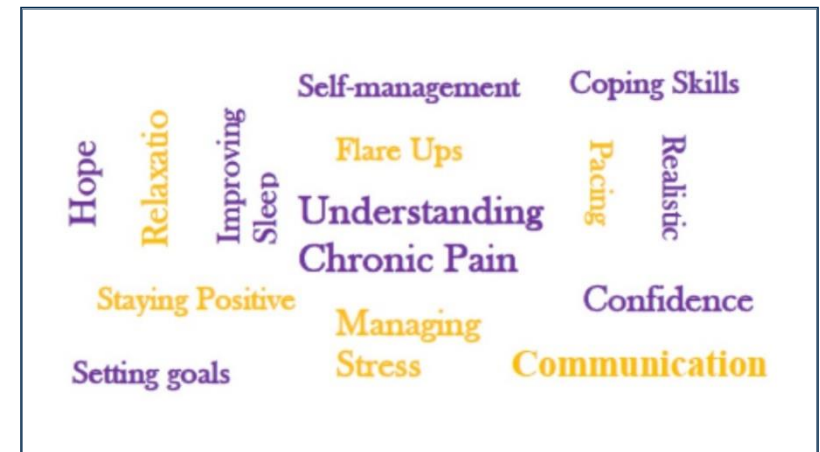 Self-management
Coping Skills
Hope
Relaxatio
Improving
Sleep
Flare Ups
Pacing
Realistic
Understanding
Chronic Pain
Staying Positive
Confidence
Managing
Stress
Setting goals
Communication